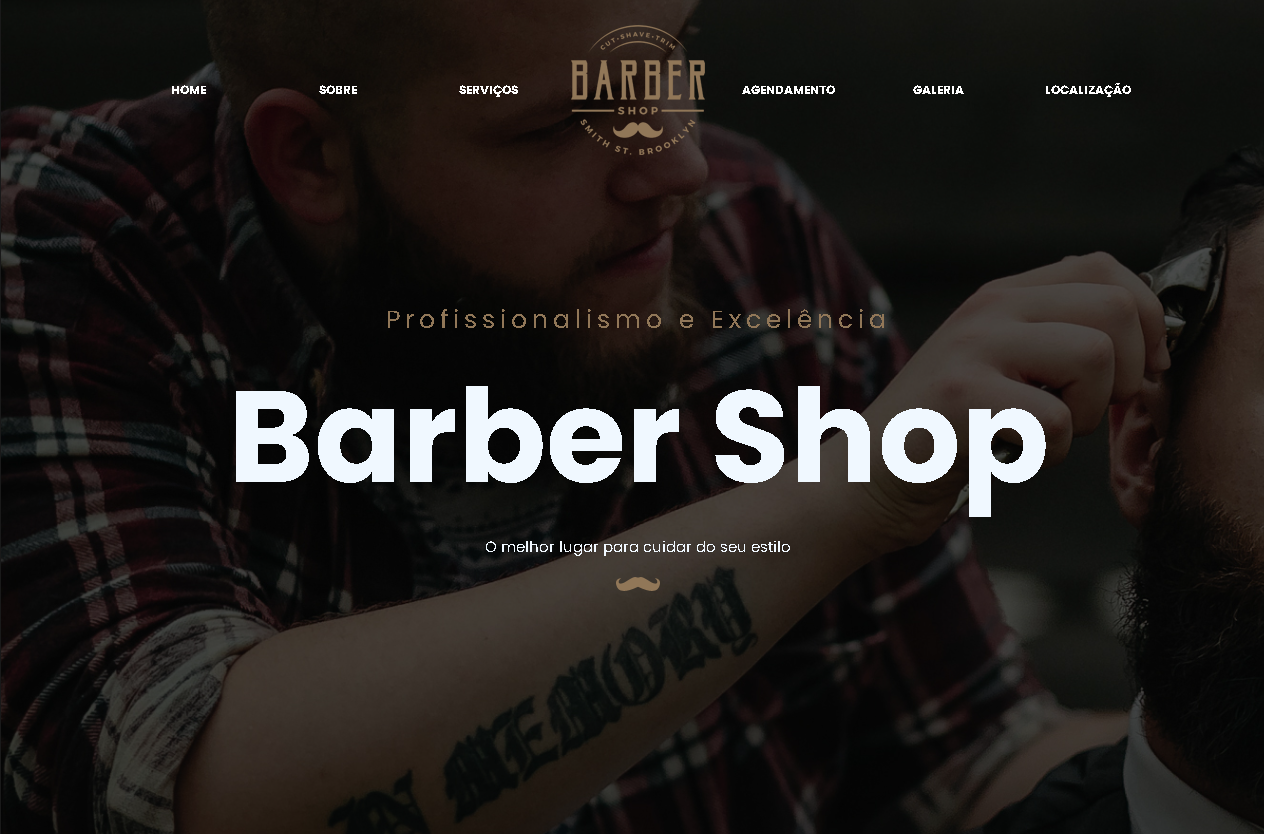 HOME SOBRE SERVIÇOS AGENDAMENTO GALERIA LOCALIZAÇÃO
CUT·SHAVE·TRIM
BARBER
SHOP
SMITH ST. BROOKLYN
Profissionalismo e Excelência
Barber Shop
O melhor lugar para cuidar do seu estilo
IN MEMORY